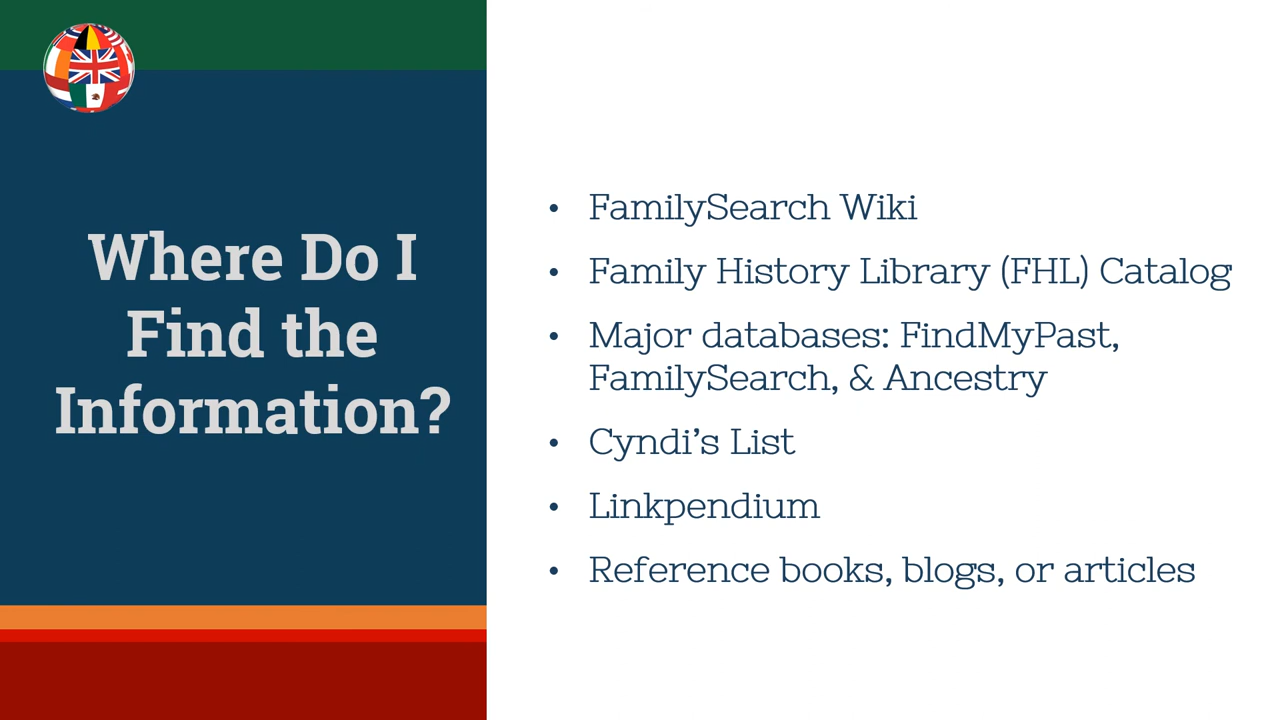 Where Do I
Find the
Information?
• FamilySearch Wiki
• Family History Library (FHL) Catalog
• Major databases: FindMyPast,
FamilySearch, & Ancestry
• Cyndi’s List
• Linkpendium
• Reference books, blogs, or articles